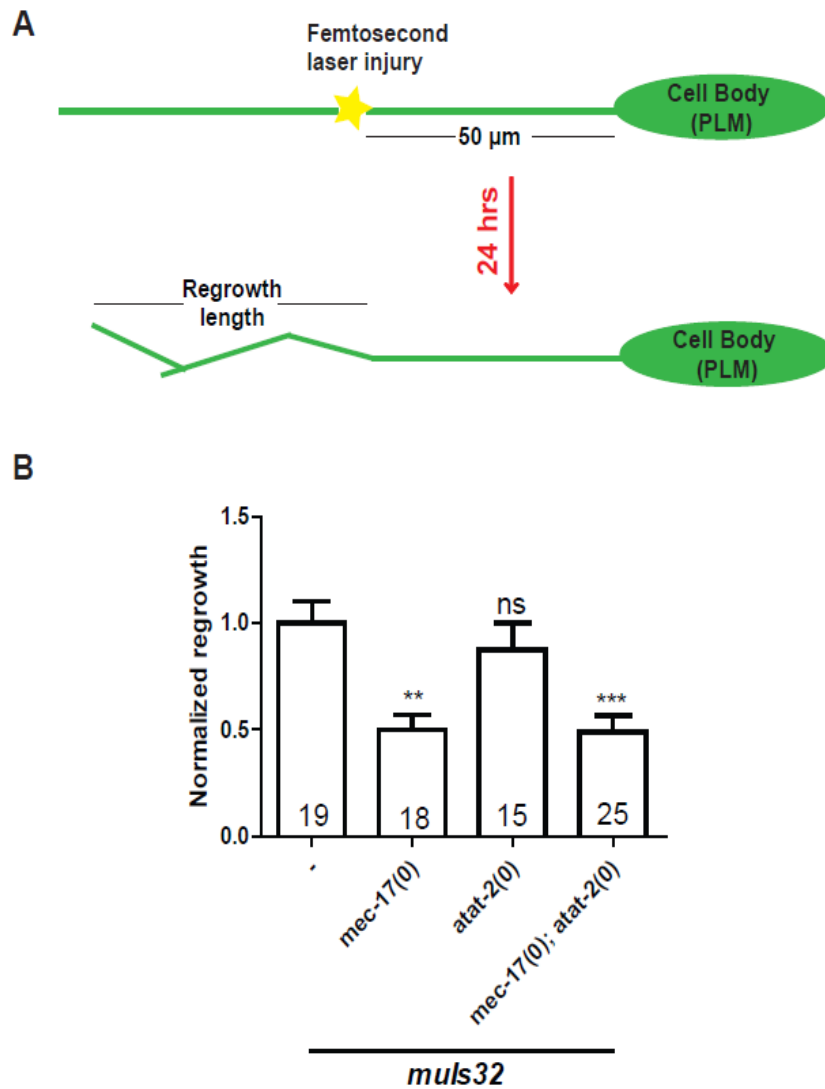 A
Femtosecond
laser injury
Cell Body
(PLM)
50 µm
24 hrs
Regrowth
length
Cell Body
(PLM)
B
Normalized regrowth
1.5
1.0
0.5
0.0
**
ns
***
19
18
15
25
-
mec-17(0)
atat-2(0)
mec-17(0); atat-2(0)
muls32